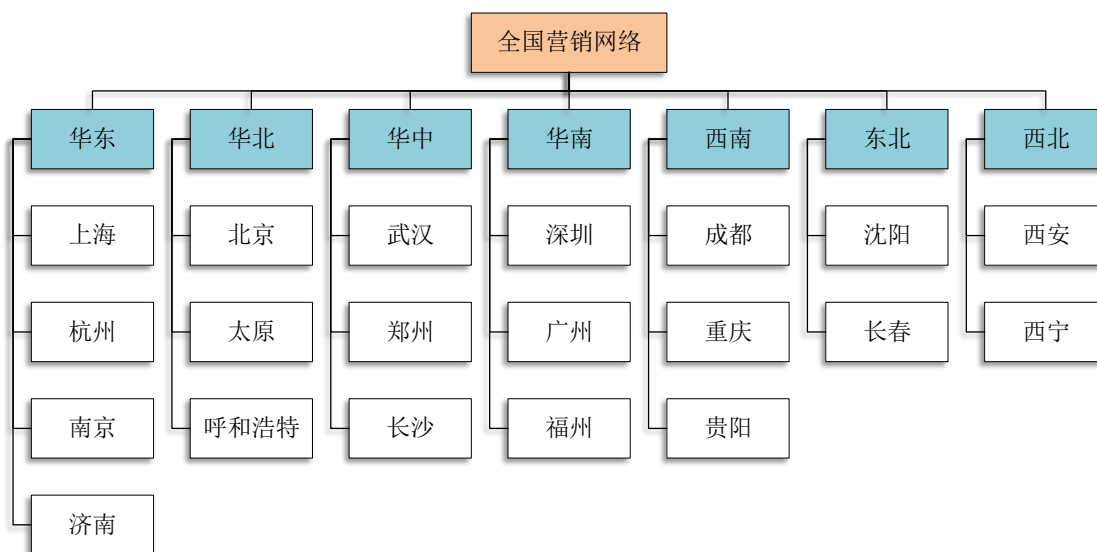 全国营销网络
华东
华北
华中
华南
西南
东北
西北
上海
北京
武汉
深圳
成都
沈阳
西安
杭州
太原
郑州
广州
重庆
长春
西宁
南京
呼和浩特
长沙
福州
贵阳
济南